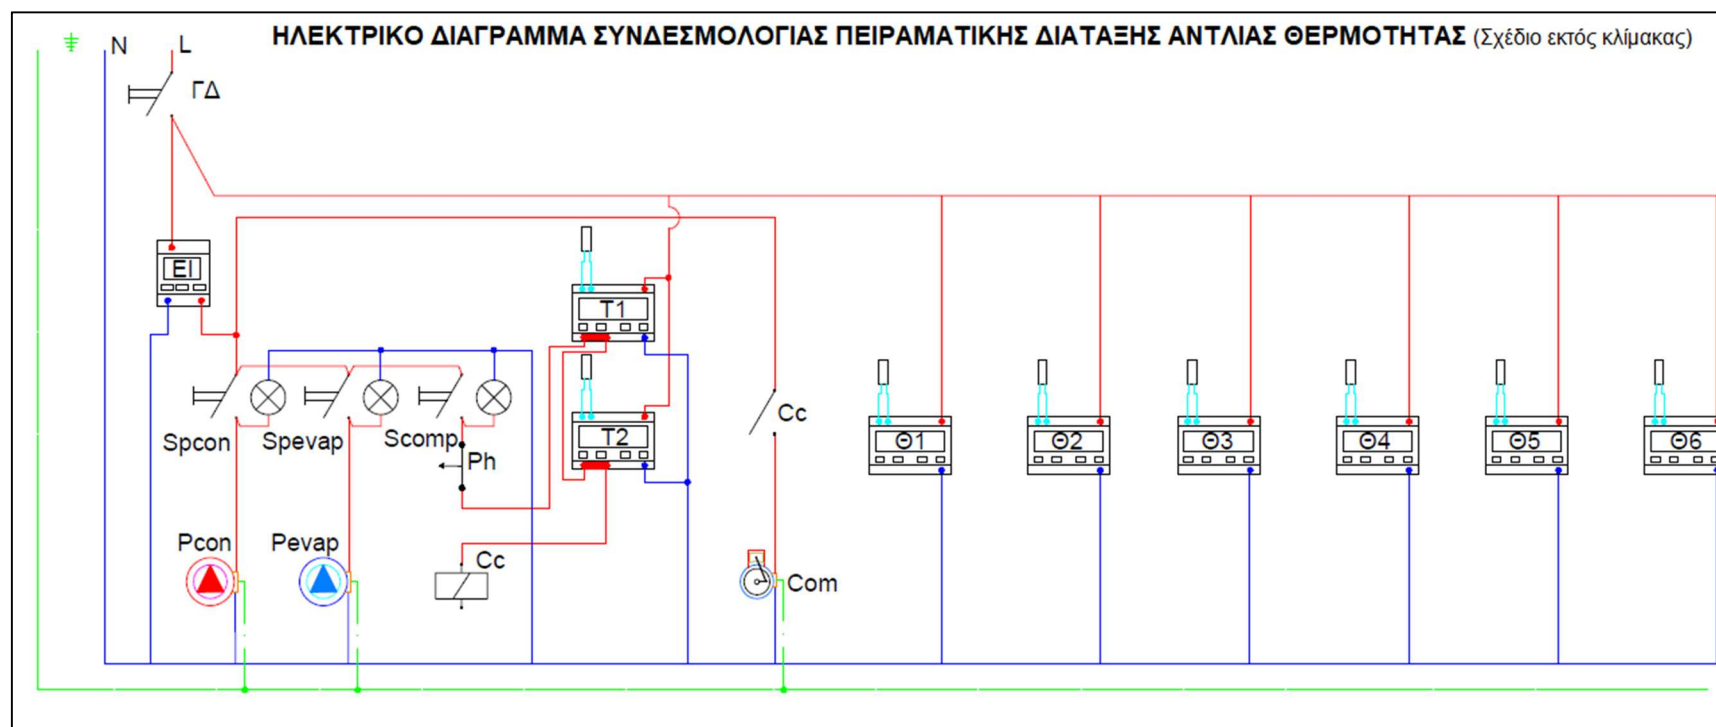 ΗΛΕΚΤΡΙΚΟ ΔΙΑΓΡΑΜΜΑ ΣΥΝΔΕΣΜΟΛΟΓΙΑΣ ΠΕΙΡΑΜΑΤΙΚΗΣ ΔΙΑΤΑΞΗΣ ΑΝΤΛΙΑΣ ΘΕΡΜΟΤΗΤΑΣ (Σχέδιο εκτός κλίμακας)
N L
ΓΔ
EI
T1
Cc
Spcon Spevap Scomp T2 Θ1 Θ2 Θ3 Θ4 Θ5 Θ6
Ph
Pcon Pevap Cc Com